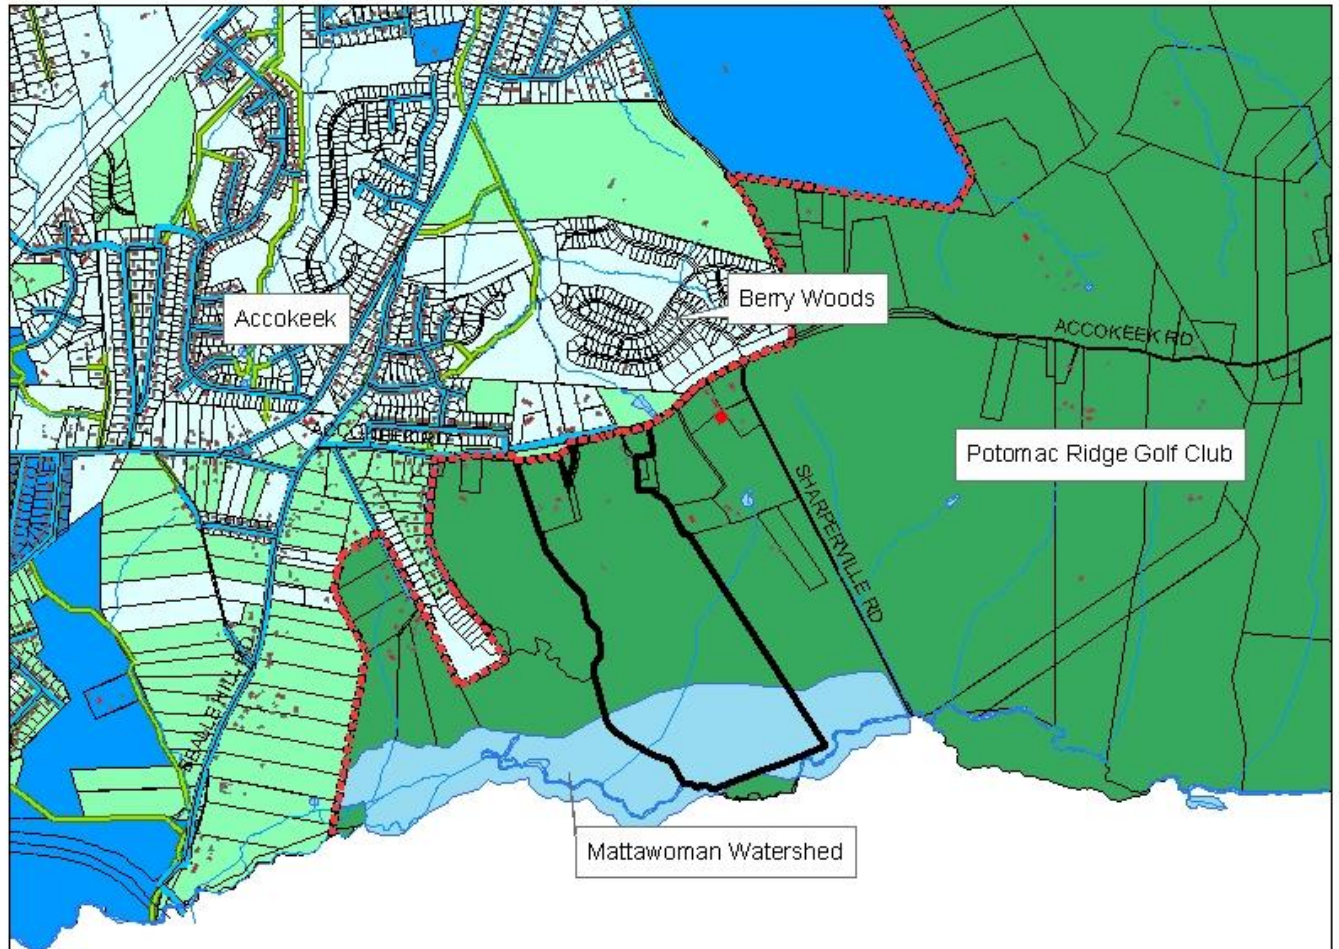 Berry Woods
Accokeek
ACCOKEEK RD
Potomac Ridge Golf Club
SHARPERVILLE RD
Mattawoman Watershed